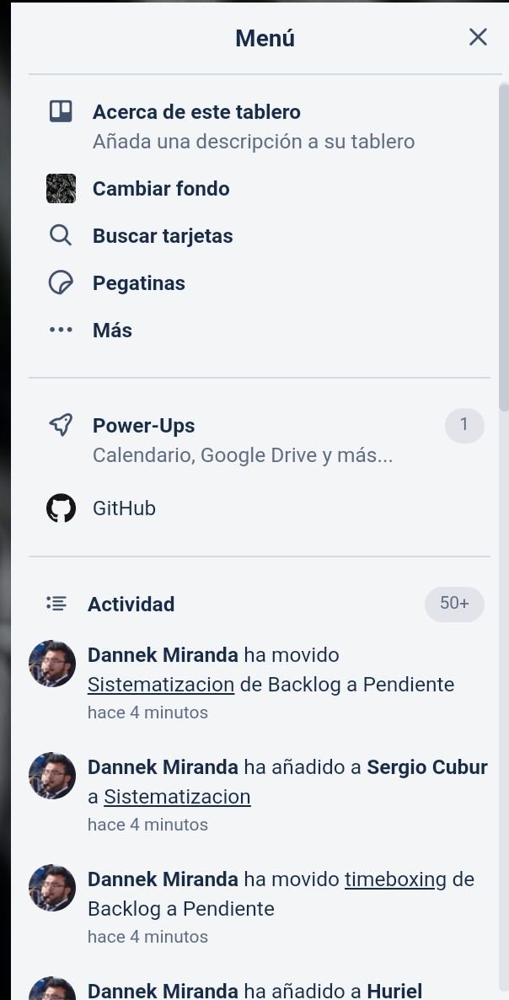 Menú
Acerca de este tablero
Añada una descripción a su tablero
Cambiar fondo
Buscar tarjetas
Pegatinas
Más
Power-Ups
1
Calendario, Google Drive y más...
GitHub
Actividad
50+
Dannek Miranda ha movido
Sistematizacion de Backlog a Pendiente
hace 4 minutos
Dannek Miranda ha añadido a Sergio Cubur
a Sistematizacion
hace 4 minutos
Dannek Miranda ha movido timeboxing de
Backlog a Pendiente
hace 4 minutos
Dannek Miranda ha añadido a Huriel